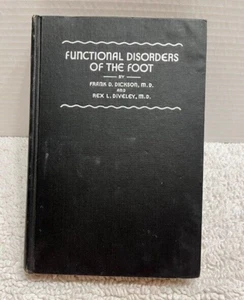 FUNCTIONAL DISORDERS
OF THE FOOT
BY
FRANK D. DICKSON, M.D.
AND
REX L. DIVELEY, M.D.